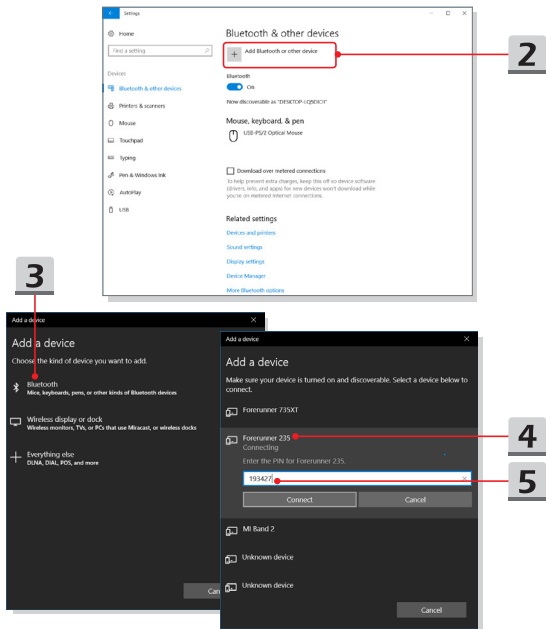 Settings
Home
Find a setting
Devices
Bluetooth & other devices
Printers & scanners
Mouse
Touchpad
Typing
Pen & Windows Ink
AutoPlay
USB
Bluetooth & other devices
Add Bluetooth or other device
Bluetooth
On
Now discoverable as "DESKTOP-LQSDIOT"
Mouse, keyboard, & pen
USB-PS/2 Optical Mouse
Download over metered connections
To help prevent extra charges, keep this off so device software
(drivers, info, and apps) for new devices won't download while
you're on metered Internet connections.
Related settings
Devices and printers
Sound settings
Display settings
Device Manager
More Bluetooth options
2
3
Add a device
Add a device
Choose the kind of device you want to add.
Bluetooth
Mice, keyboards, pens, or other kinds of Bluetooth devices
Wireless display or dock
Wireless monitors, TVs, or PCs that use Miracast, or wireless docks
Everything else
DLNA, DIAL, POS, and more
Can
Add a device
Add a device
Make sure your device is turned on and discoverable. Select a device below to
connect.
Forerunner 735XT
Forerunner 235
Connecting
Enter the PIN for Forerunner 235.
193427
Connect
Cancel
MI Band 2
Unknown device
Unknown device
Cancel
4
5